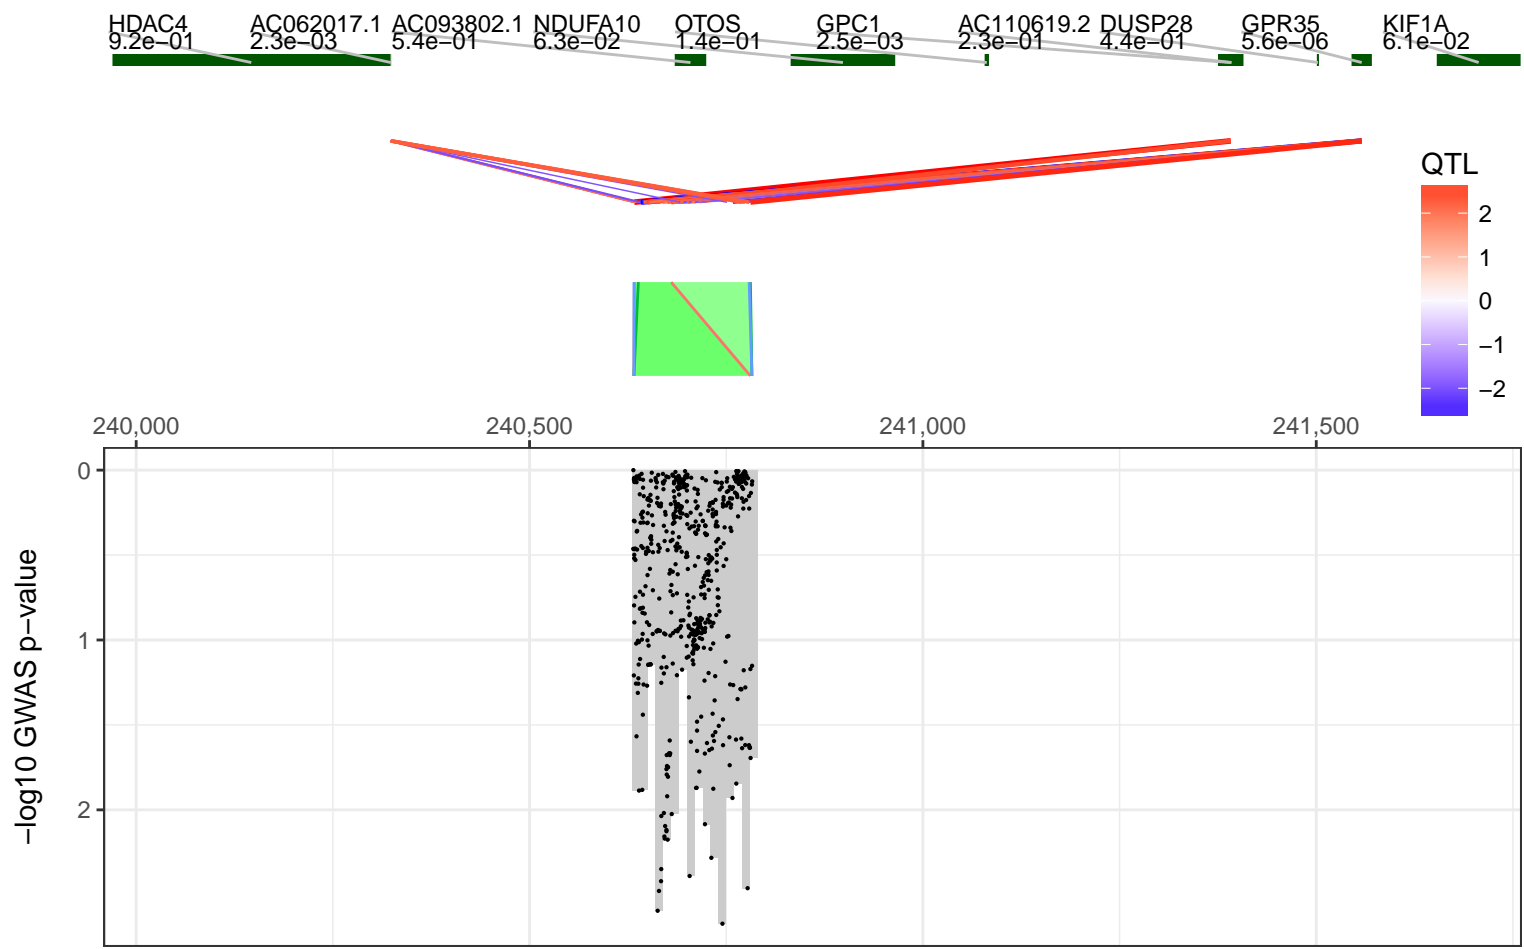 HDAC4 AC062017.1 AC093802.1 NDUFA10 OTOS GPC1 AC110619.2 DUSP28 GPR35 KIF1A
9.2e−01 2.3e−03 5.4e−01 6.3e−02 1.4e−01 2.5e−03 2.3e−01 4.4e−01 5.6e−06 6.1e−02
QTL
2
1
0
−1
−2
240,000 240,500 241,000 241,500
0
1
2
−log10 GWAS p−value